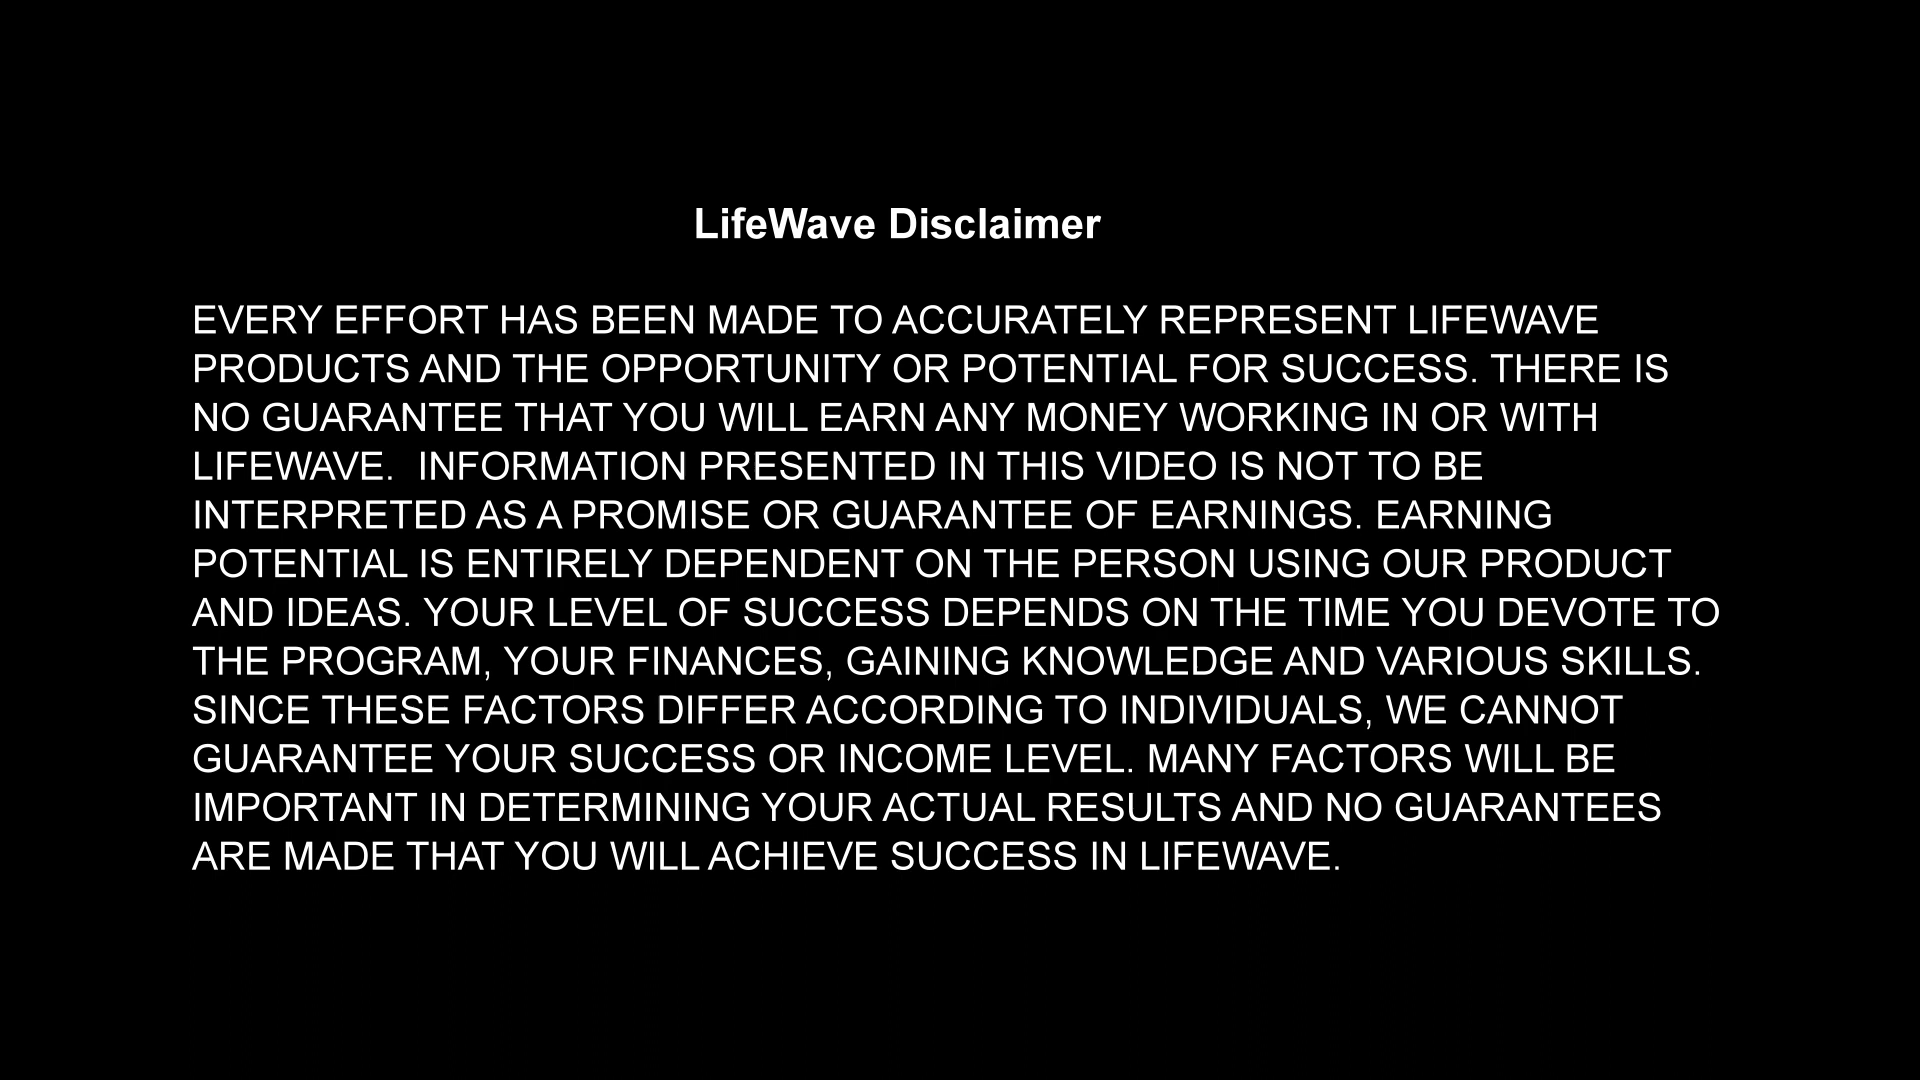 LifeWave Disclaimer
EVERY EFFORT HAS BEEN MADE TO ACCURATELY REPRESENT LIFEWAVE
PRODUCTS AND THE OPPORTUNITY OR POTENTIAL FOR SUCCESS. THERE IS
NO GUARANTEE THAT YOU WILL EARN ANY MONEY WORKING IN OR WITH
LIFEWAVE.  INFORMATION PRESENTED IN THIS VIDEO IS NOT TO BE
INTERPRETED AS A PROMISE OR GUARANTEE OF EARNINGS. EARNING
POTENTIAL IS ENTIRELY DEPENDENT ON THE PERSON USING OUR PRODUCT
AND IDEAS. YOUR LEVEL OF SUCCESS DEPENDS ON THE TIME YOU DEVOTE TO
THE PROGRAM, YOUR FINANCES, GAINING KNOWLEDGE AND VARIOUS SKILLS.
SINCE THESE FACTORS DIFFER ACCORDING TO INDIVIDUALS, WE CANNOT
GUARANTEE YOUR SUCCESS OR INCOME LEVEL. MANY FACTORS WILL BE
IMPORTANT IN DETERMINING YOUR ACTUAL RESULTS AND NO GUARANTEES
ARE MADE THAT YOU WILL ACHIEVE SUCCESS IN LIFEWAVE.